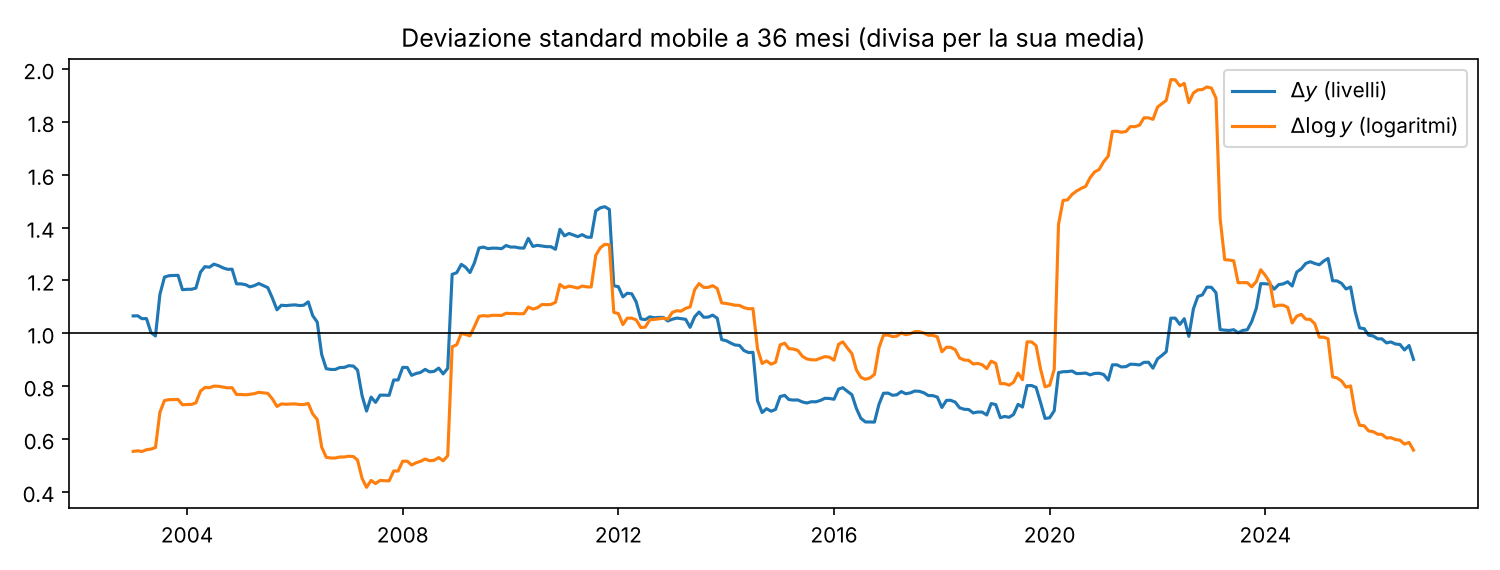 Deviazione standard mobile a 36 mesi (divisa per la sua media)
2.0
1.8
1.6
1.4
1.2
1.0
0.8
0.6
0.4
2004 2008 2012 2016 2020 2024
Δy (livelli)
Δlog y (logaritmi)